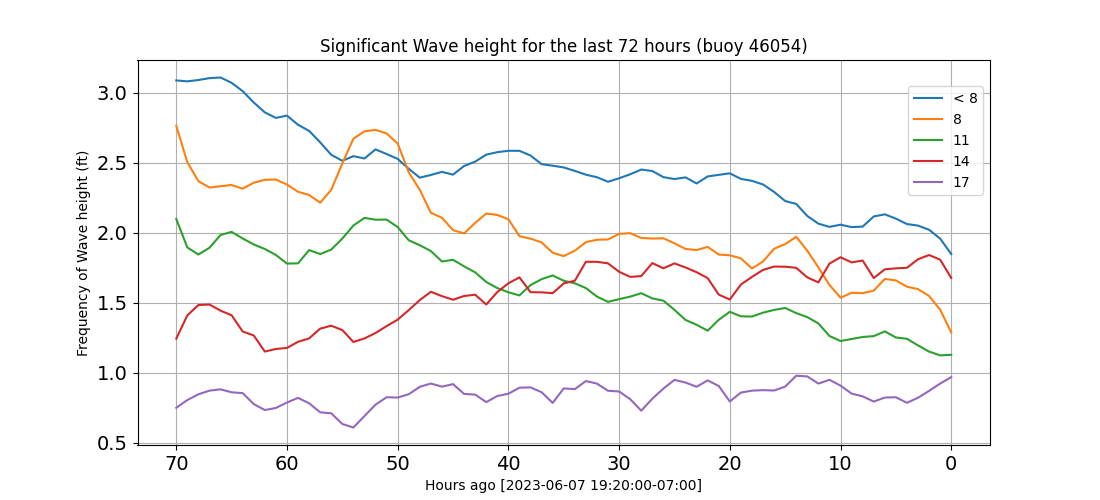 Significant Wave height for the last 72 hours (buoy 46054)
Frequency of Wave height (ft)
3.0
2.5
2.0
1.5
1.0
0.5
< 8
8
11
14
17
70 60 50 40 30 20 10 0
Hours ago [2023-06-07 19:20:00-07:00]